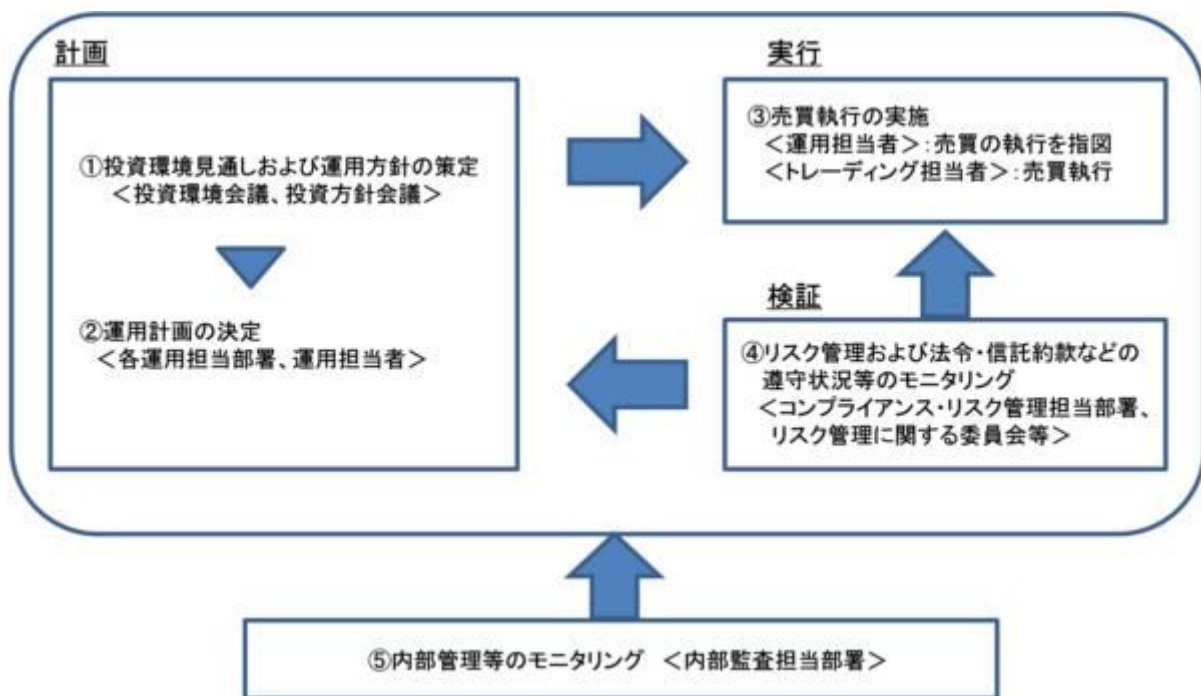 計画
①投資環境見通しおよび運用方針の策定
＜投資環境会議、投資方針会議＞
②運用計画の決定
＜各運用担当部署、運用担当者＞
実行
③売買執行の実施
＜運用担当者＞：売買の執行を指図
＜トレーディング担当者＞：売買執行
検証
④リスク管理および法令・信託約款などの
遵守状況等のモニタリング
＜コンプライアンス・リスク管理担当部署、
リスク管理に関する委員会等＞
⑤内部管理等のモニタリング ＜内部監査担当部署＞